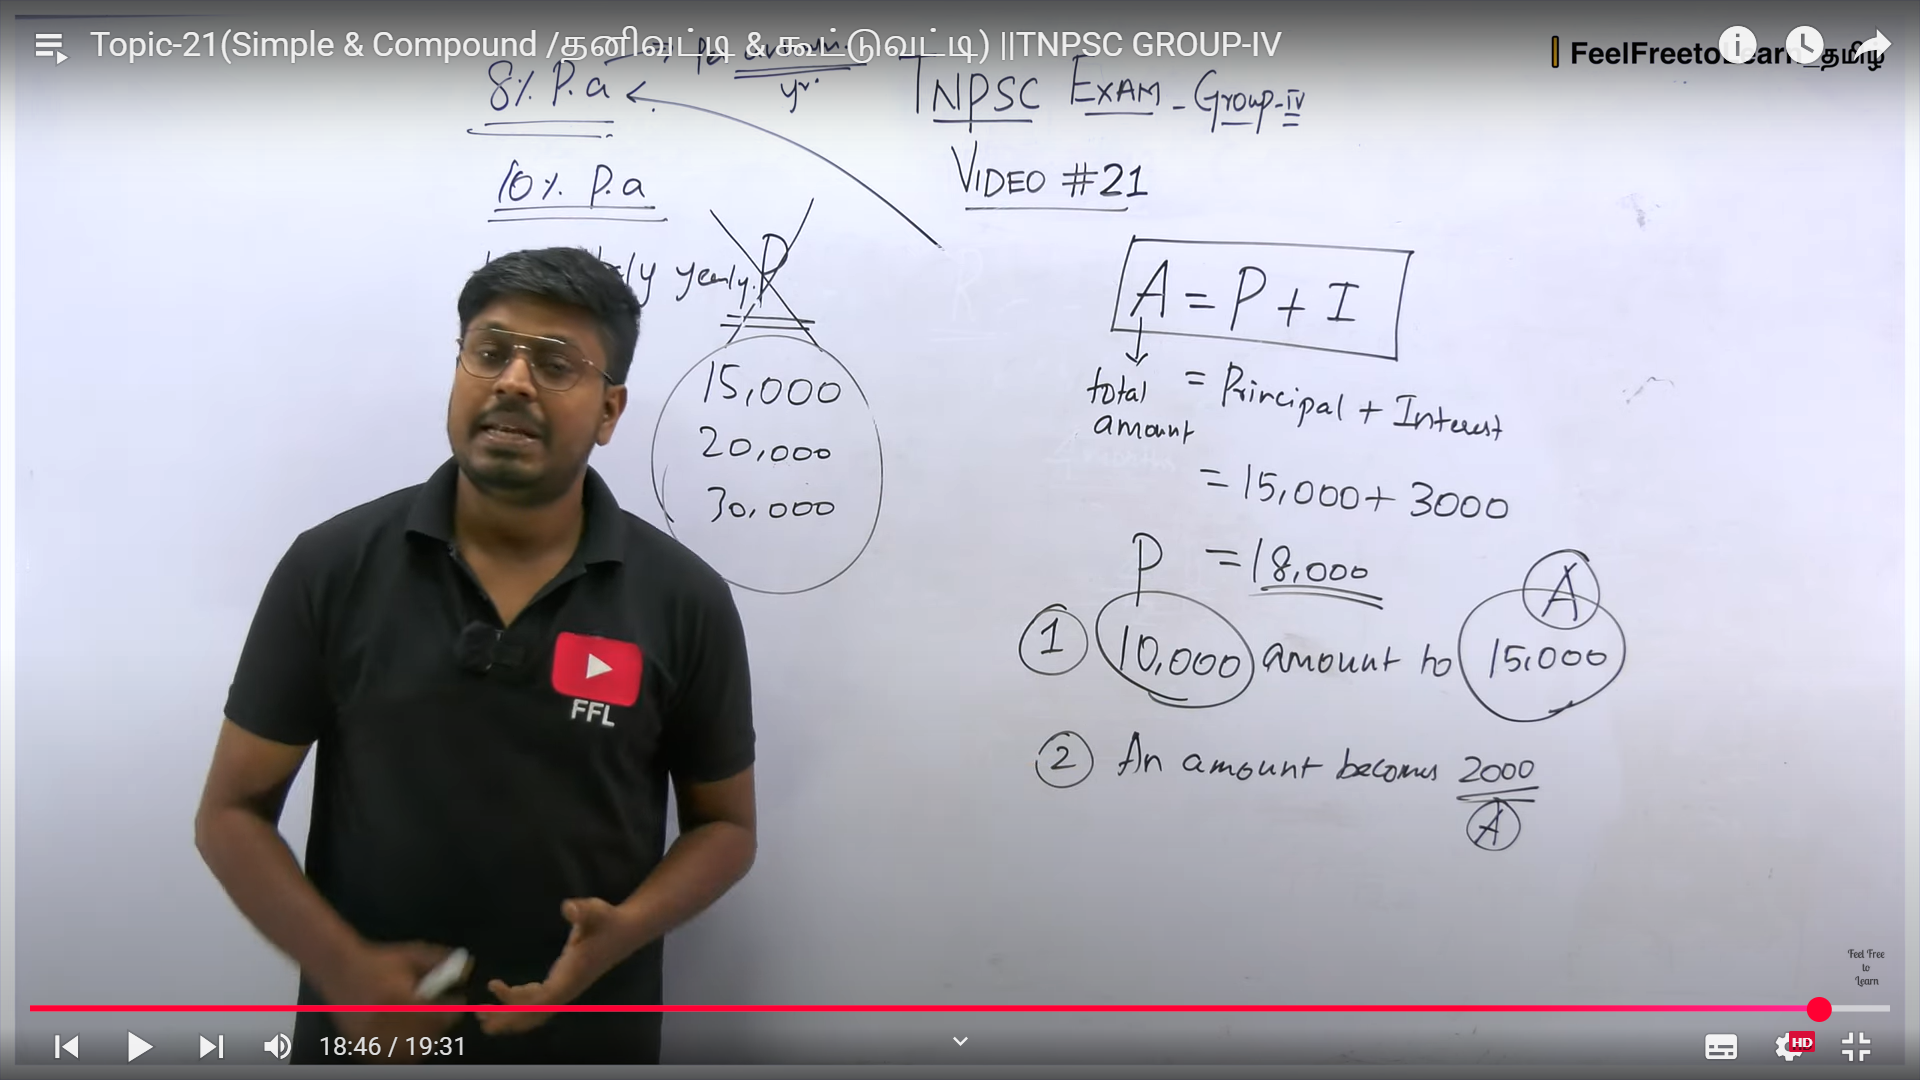 Topic-21(Simple & Compound /தனிவட்டி & கூட்டுவட்டி) ||TNPSC GROUP-IV
FeelFreetoLearn_தமிழ்
8% P.a
yr.
TNPSC EXAM - Group-IV
10% P.a
VIDEO #21
yearly.
P
A = P + I
15,000
20,000
30,000
total amount = Principal + Interest
= 15,000 + 3000
P = 18,000
A
1 10,000 amount to 15,000
2 An amount becomes 2000
A
FFL
Feel Free
to
Learn
18:46 / 19:31
HD